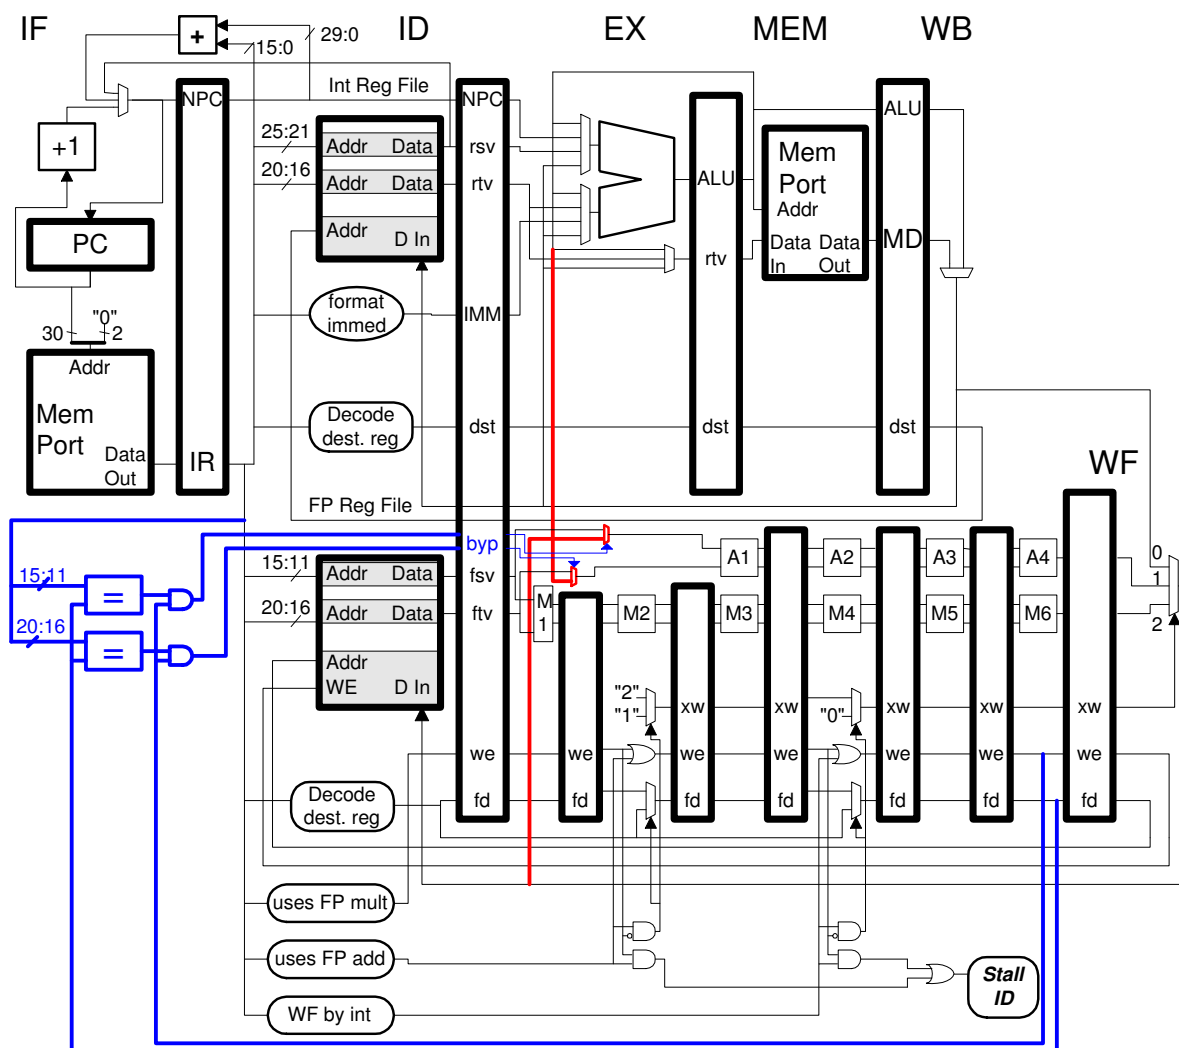 IF
ID
EX
MEM
WB
+
29:0
15:0
Int Reg File
NPC
NPC
+1
25:21
Addr
Data
rsv
20:16
Addr
Data
rtv
Addr
D In
PC
ALU
ALU
Mem
Port
Addr
Data
In
Data
Out
MD
rtv
format
immed
IMM
30
"0"
2
Addr
Mem
Port
Data
Out
IR
Decode
dest. reg
dst
dst
dst
WF
FP Reg File
byp
15:11
=
20:16
=
15:11
Addr
Data
fsv
20:16
Addr
Data
ftv
Addr
WE
D In
A1
A2
A3
A4
M
1
M2
M3
M4
M5
M6
0
1
2
"2"
"1"
xw
xw
"0"
xw
xw
xw
we
we
we
we
we
we
we
Decode
dest. reg
fd
fd
fd
fd
fd
fd
fd
uses FP mult
uses FP add
WF by int
Stall
ID